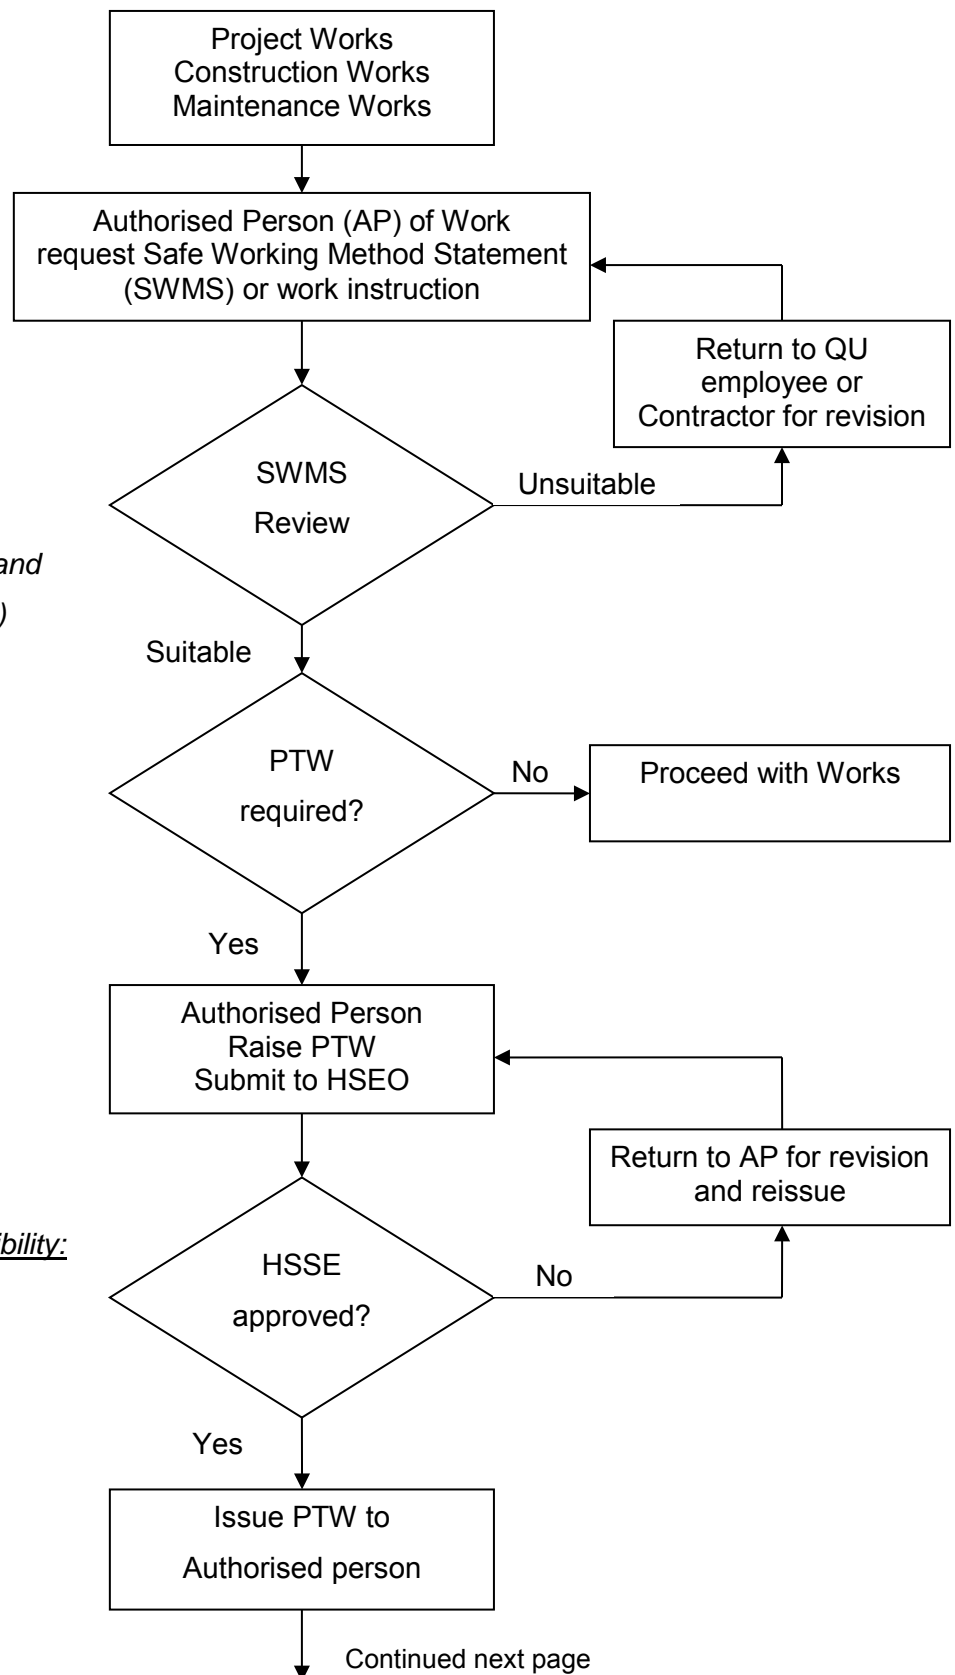 Project Works
Construction Works
Maintenance Works
Authorised Person (AP) of Work
request Safe Working Method Statement
(SWMS) or work instruction
Return to QU
employee or
Contractor for revision
SWMS
Review
Unsuitable
and
)
Suitable
PTW
required?
No
Proceed with Works
Yes
Authorised Person
Raise PTW
Submit to HSEO
Return to AP for revision
and reissue
ibility:
HSSE
approved?
No
Yes
Issue PTW to
Authorised person
Continued next page